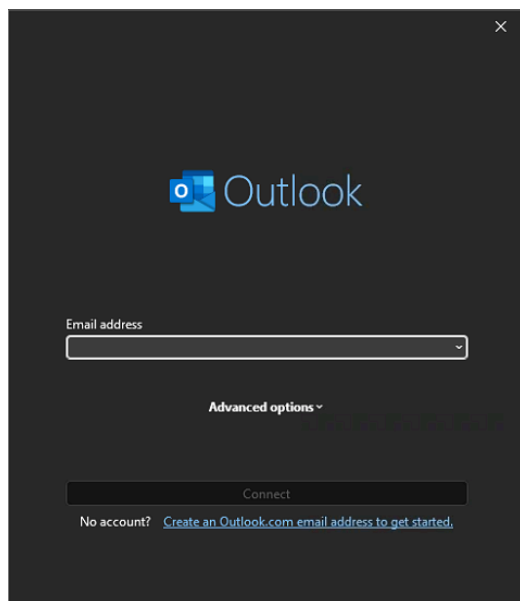 Outlook
Email address
Advanced options
Connect
No account? Create an Outlook.com email address to get started.